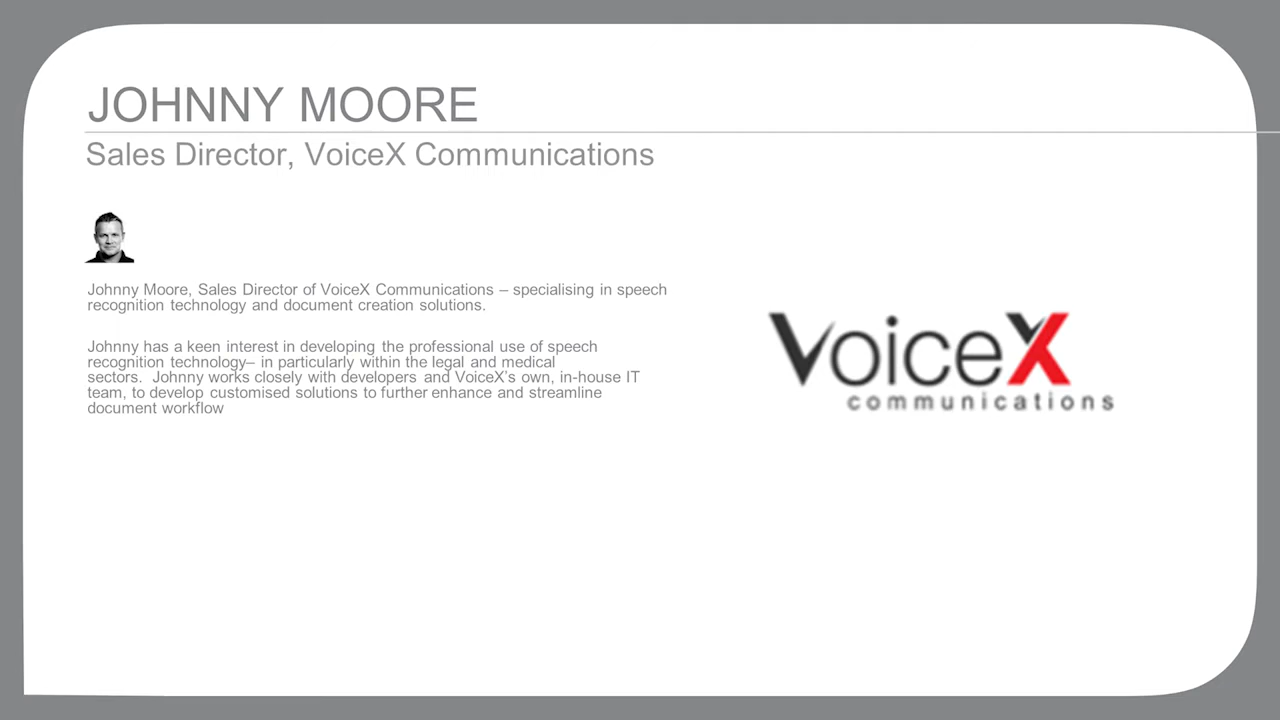 JOHNNY MOORE
Sales Director, VoiceX Communications
Johnny Moore, Sales Director of VoiceX Communications – specialising in speech
recognition technology and document creation solutions.
Johnny has a keen interest in developing the professional use of speech
recognition technology– in particularly within the legal and medical
sectors. Johnny works closely with developers and VoiceX's own, in-house IT
team, to develop customised solutions to further enhance and streamline
document workflow
VoiceX
communications